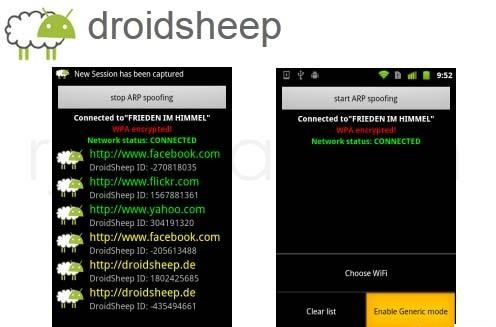 droidsheep
New Session has been captured
stop ARP spoofing
Connected to"FRIEDEN IM HIMMEL"
WPA encrypted!
Network status: CONNECTED
http://www.facebook.com
DroidSheep ID: -270818035
http://www.flickr.com
DroidSheep ID: 1567881361
http://www.yahoo.com
DroidSheep ID: 304191320
http://www.facebook.com
DroidSheep ID: -205613488
http://droidsheep.de
DroidSheep ID: 1802425685
http://droidsheep.de
DroidSheep ID: -435494661
9:52
start ARP spoofing
Connected to"FRIEDEN IM HIMMEL"
WPA encrypted!
Network status: CONNECTED
Choose WiFi
Clear list
Enable Generic mode